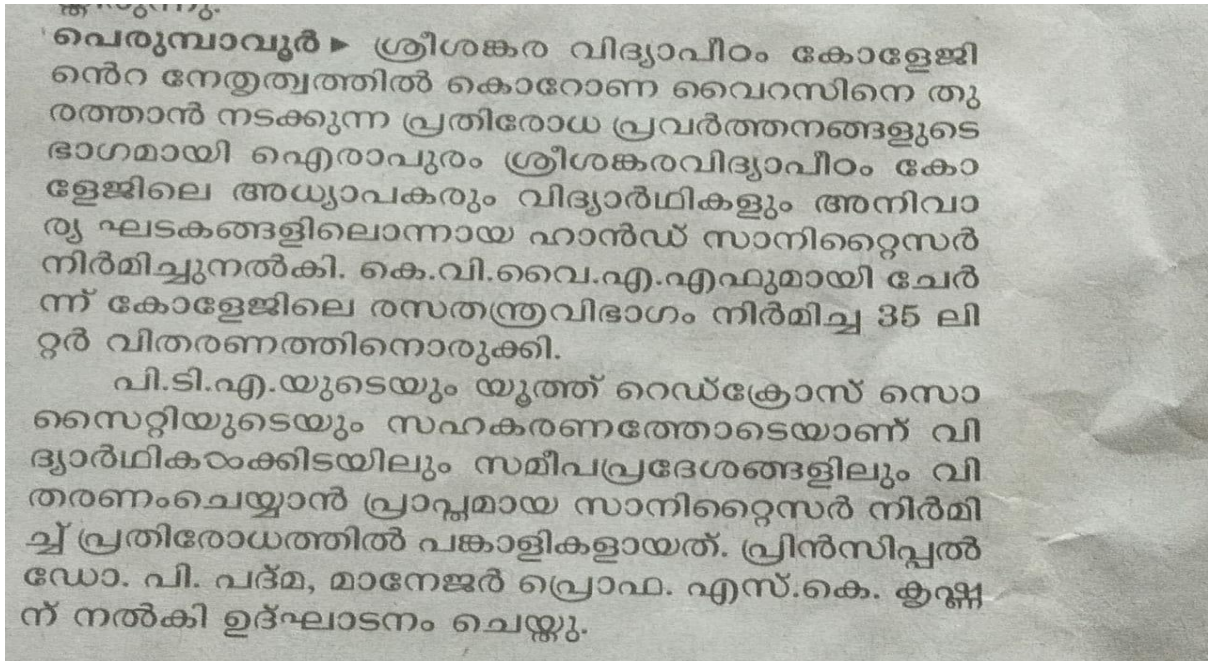 പെരുമ്പാവൂർ ▸ ശ്രീശങ്കര വിദ്യാപീഠം കോളേജി
ൻെറ നേതൃത്വത്തിൽ കൊറോണ വൈറസിനെ തു
രത്താൻ നടക്കുന്ന പ്രതിരോധ പ്രവർത്തനങ്ങളുടെ
ഭാഗമായി ഐരാപുരം ശ്രീശങ്കരവിദ്യാപീഠം കോ
ളേജിലെ അധ്യാപകരും വിദ്യാർഥികളും അനിവാ
ര്യ ഘടകങ്ങളിലൊന്നായ ഹാൻഡ് സാനിറ്റൈസർ
നിർമിച്ചുനൽകി. കെ.വി.വൈ.എ.എഫുമായി ചേർ
ന്ന് കോളേജിലെ രസതന്ത്രവിഭാഗം നിർമിച്ച 35 ലി
റ്റർ വിതരണത്തിനൊരുക്കി.
പി.ടി.എ.യുടെയും യൂത്ത് റെഡ്ക്രോസ് സൊ
സൈറ്റിയുടെയും സഹകരണത്തോടെയാണ് വി
ദ്യാർഥികൾക്കിടയിലും സമീപപ്രദേശങ്ങളിലും വി
തരണംചെയ്യാൻ പ്രാപ്തമായ സാനിറ്റൈസർ നിർമി
ച്ച് പ്രതിരോധത്തിൽ പങ്കാളികളായത്. പ്രിൻസിപ്പൽ
ഡോ. പി. പദ്മ, മാനേജർ പ്രൊഫ. എസ്.കെ. കൃഷ്ണ
ന് നൽകി ഉദ്ഘാടനം ചെയ്തു.